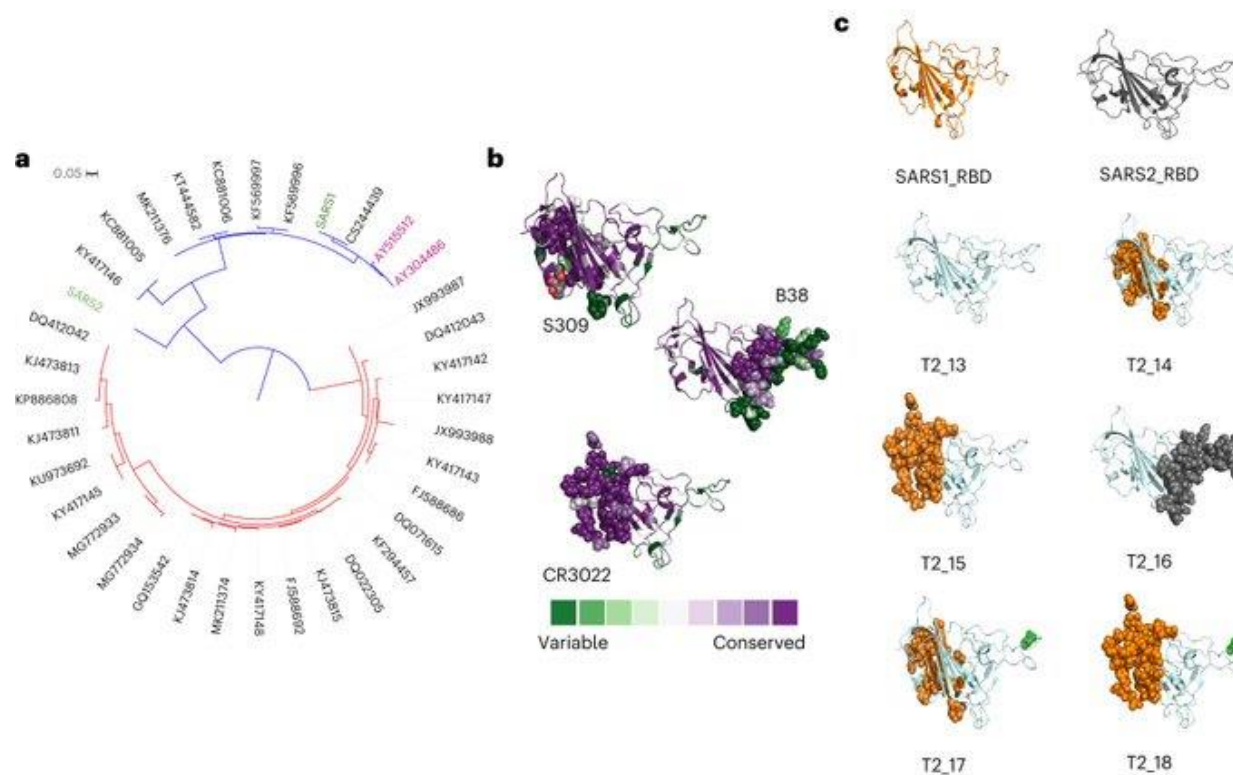 a
0.05
KY417146
KC881005
MK211376
KT444582
KC881006
KF569997
KF569996
SARS1
CS244439
AY515512
AY304486
JX993987
DQ412043
KY417142
KY417147
JX993988
KY417143
FJ588686
DQ071615
KF294457
DQ022305
KJ473815
FJ588692
KY417148
MK211374
KJ473814
GQ153542
MG772934
MG772933
KY417145
KU973692
KJ473811
KP886808
KJ473813
DQ412042
SARS2
b
S309
B38
CR3022
Variable Conserved
c
SARS1_RBD SARS2_RBD
T2_13 T2_14
T2_15 T2_16
T2_17 T2_18